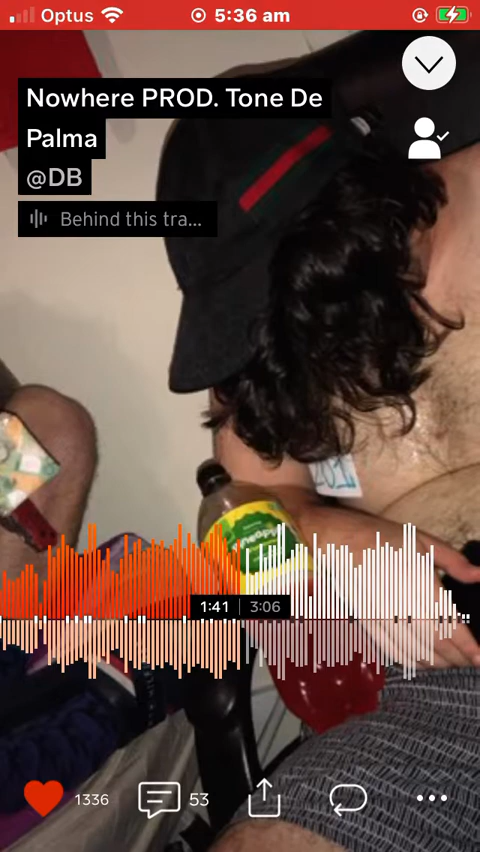 Optus 5:36 am
Nowhere PROD. Tone De
Palma
@DB
Behind this tra...
1:41 3:06
1336 53